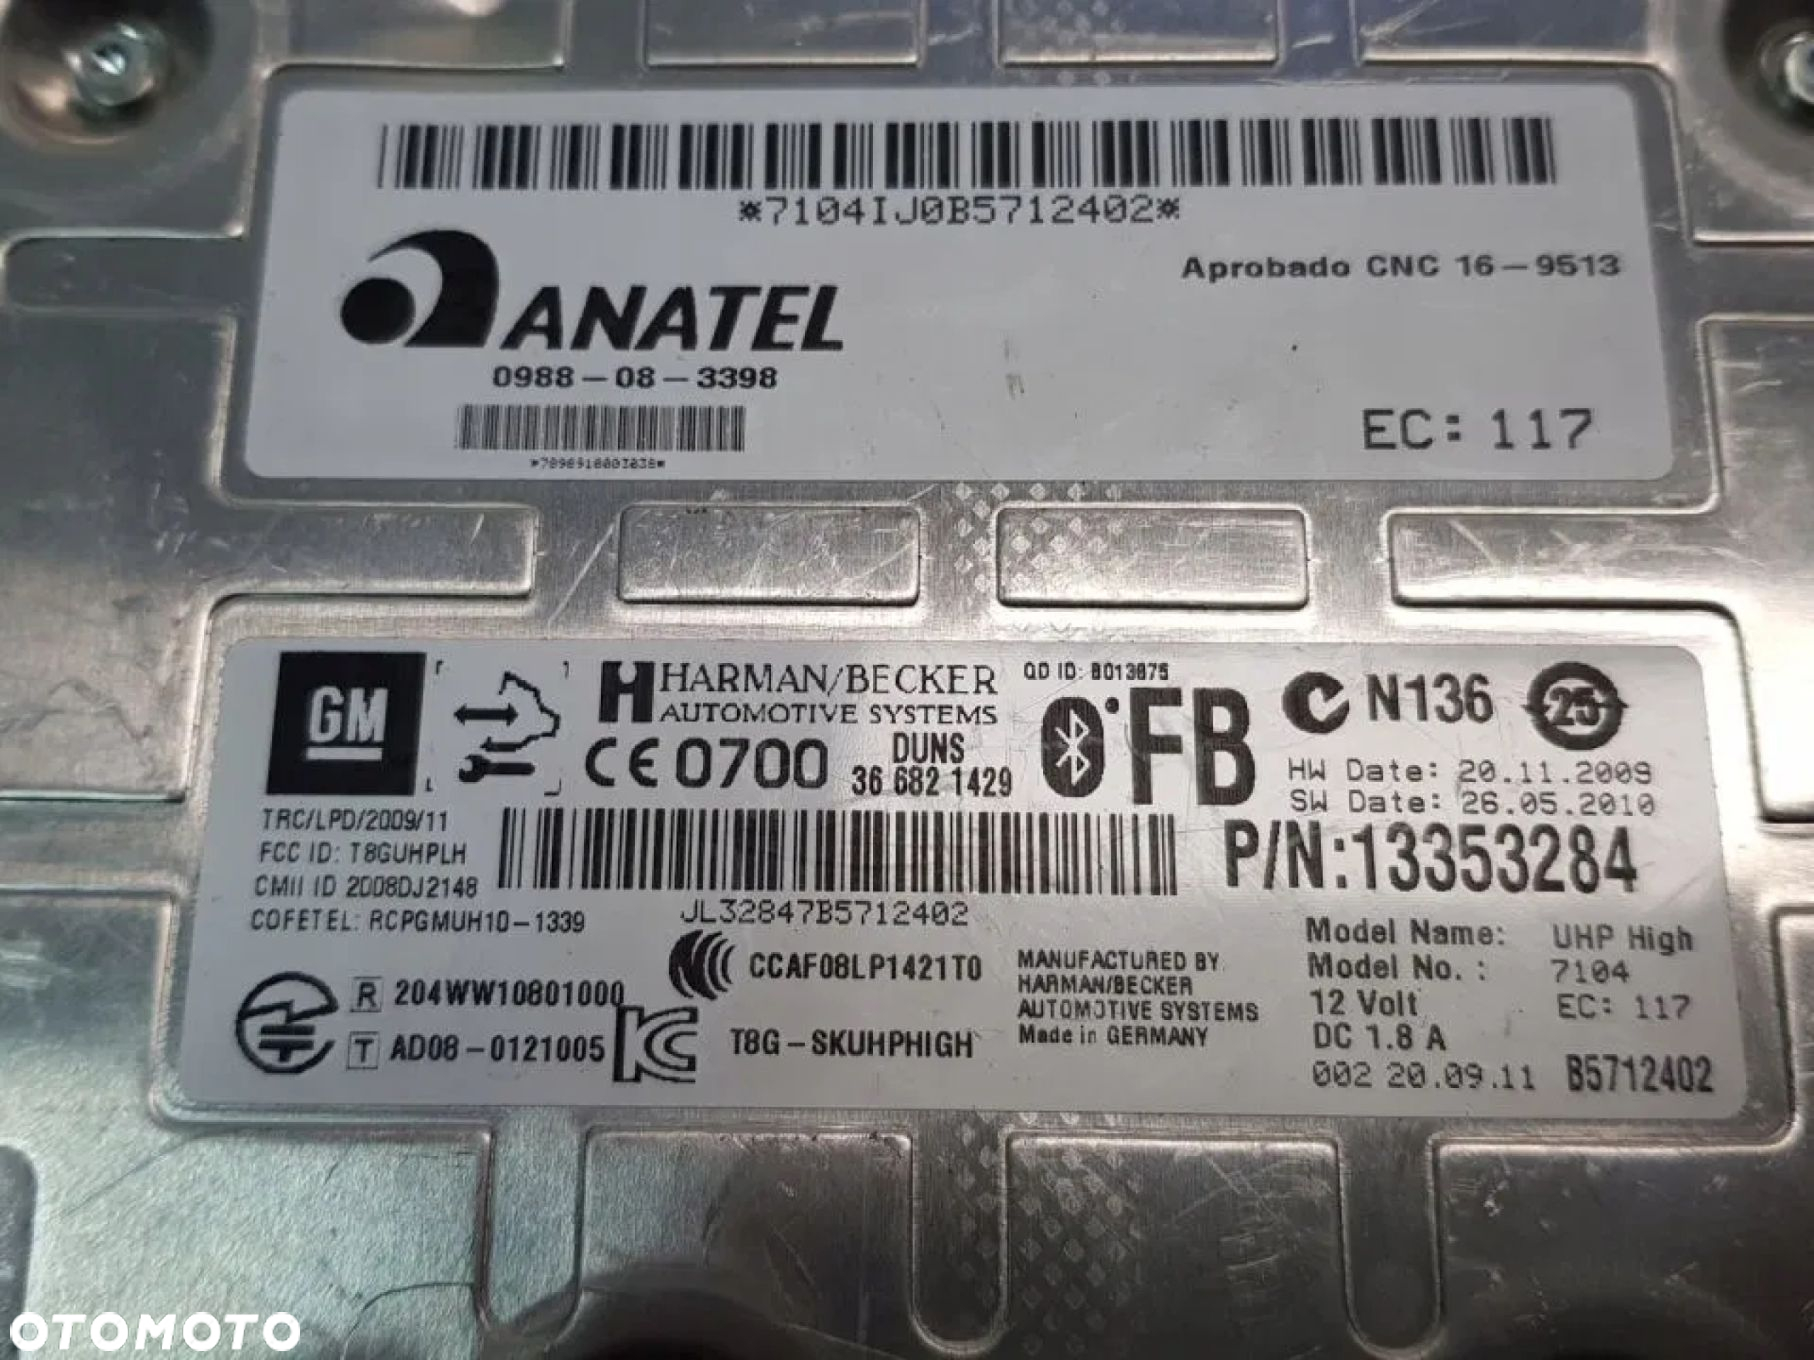 *7104IJ0B5712402*
ANATEL
0988-08-3398
Aprobado CNC 16-9513
EC: 117
GM
HARMAN/BECKER
AUTOMOTIVE SYSTEMS
CE 0700
DUNS
36 682 1429
QD ID: B013875
FB
N136
25
HW Date: 20.11.2009
SW Date: 26.05.2010
TRC/LPD/2009/11
FCC ID: T8GUHPLH
CMII ID 2008DJ2148
COFETEL: RCPGMUH10-1339
JL32847B5712402
P/N:13353284
R 204WW10801000
T AD08-0121005
CCAF08LP1421T0
T8G-SKUHPHIGH
MANUFACTURED BY
HARMAN/BECKER
AUTOMOTIVE SYSTEMS
Made in GERMANY
Model Name: UHP High
Model No. : 7104
12 Volt EC: 117
DC 1.8 A
002 20.09.11 B5712402
OTOMOTO